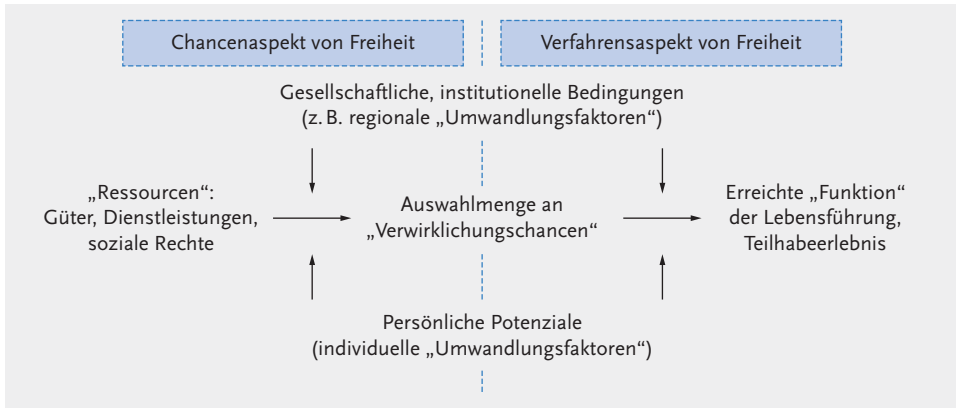 Chancenaspekt von Freiheit
Verfahrensaspekt von Freiheit
Gesellschaftliche, institutionelle Bedingungen
(z. B. regionale „Umwandlungsfaktoren“)
„Ressourcen“:
Güter, Dienstleistungen,
soziale Rechte
Auswahlmenge an
„Verwirklichungschancen“
Erreichte „Funktion“
der Lebensführung,
Teilhabeerlebnis
Persönliche Potenziale
(individuelle „Umwandlungsfaktoren“)